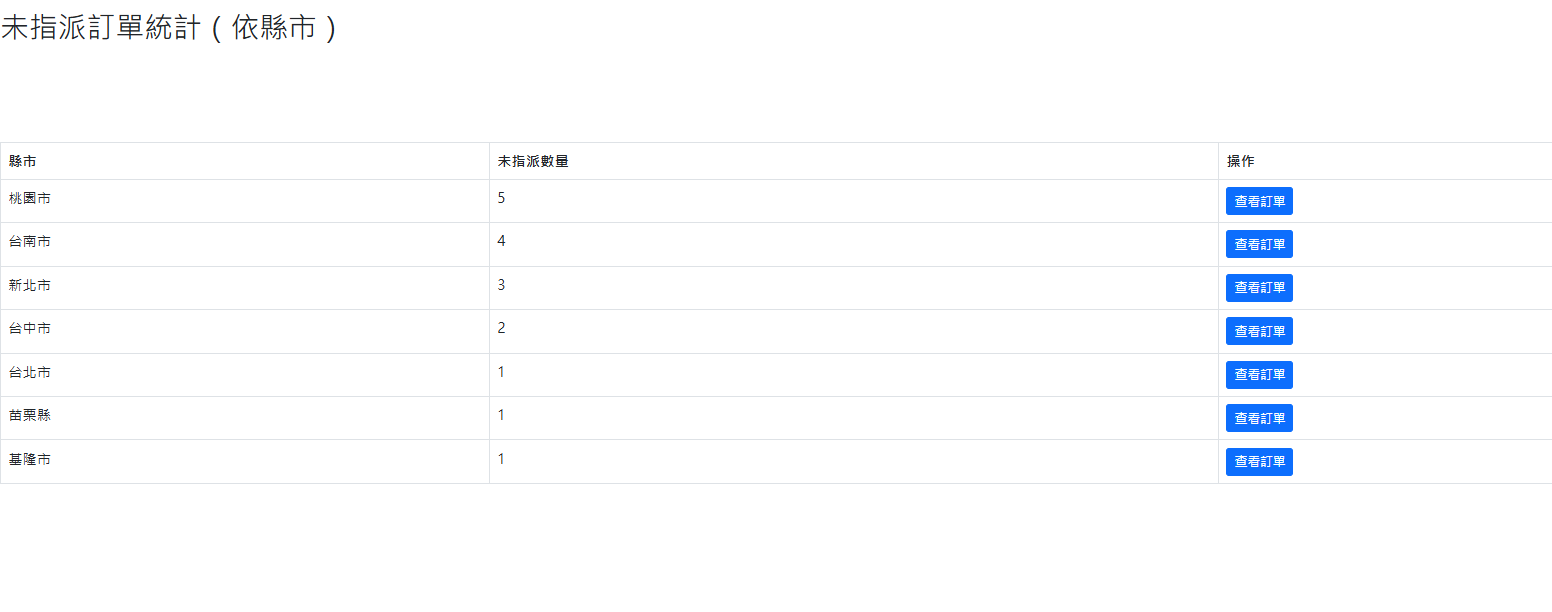 未指派訂單統計（依縣市）
縣市 未指派數量 操作
桃園市 5 查看訂單
台南市 4 查看訂單
新北市 3 查看訂單
台中市 2 查看訂單
台北市 1 查看訂單
苗栗縣 1 查看訂單
基隆市 1 查看訂單